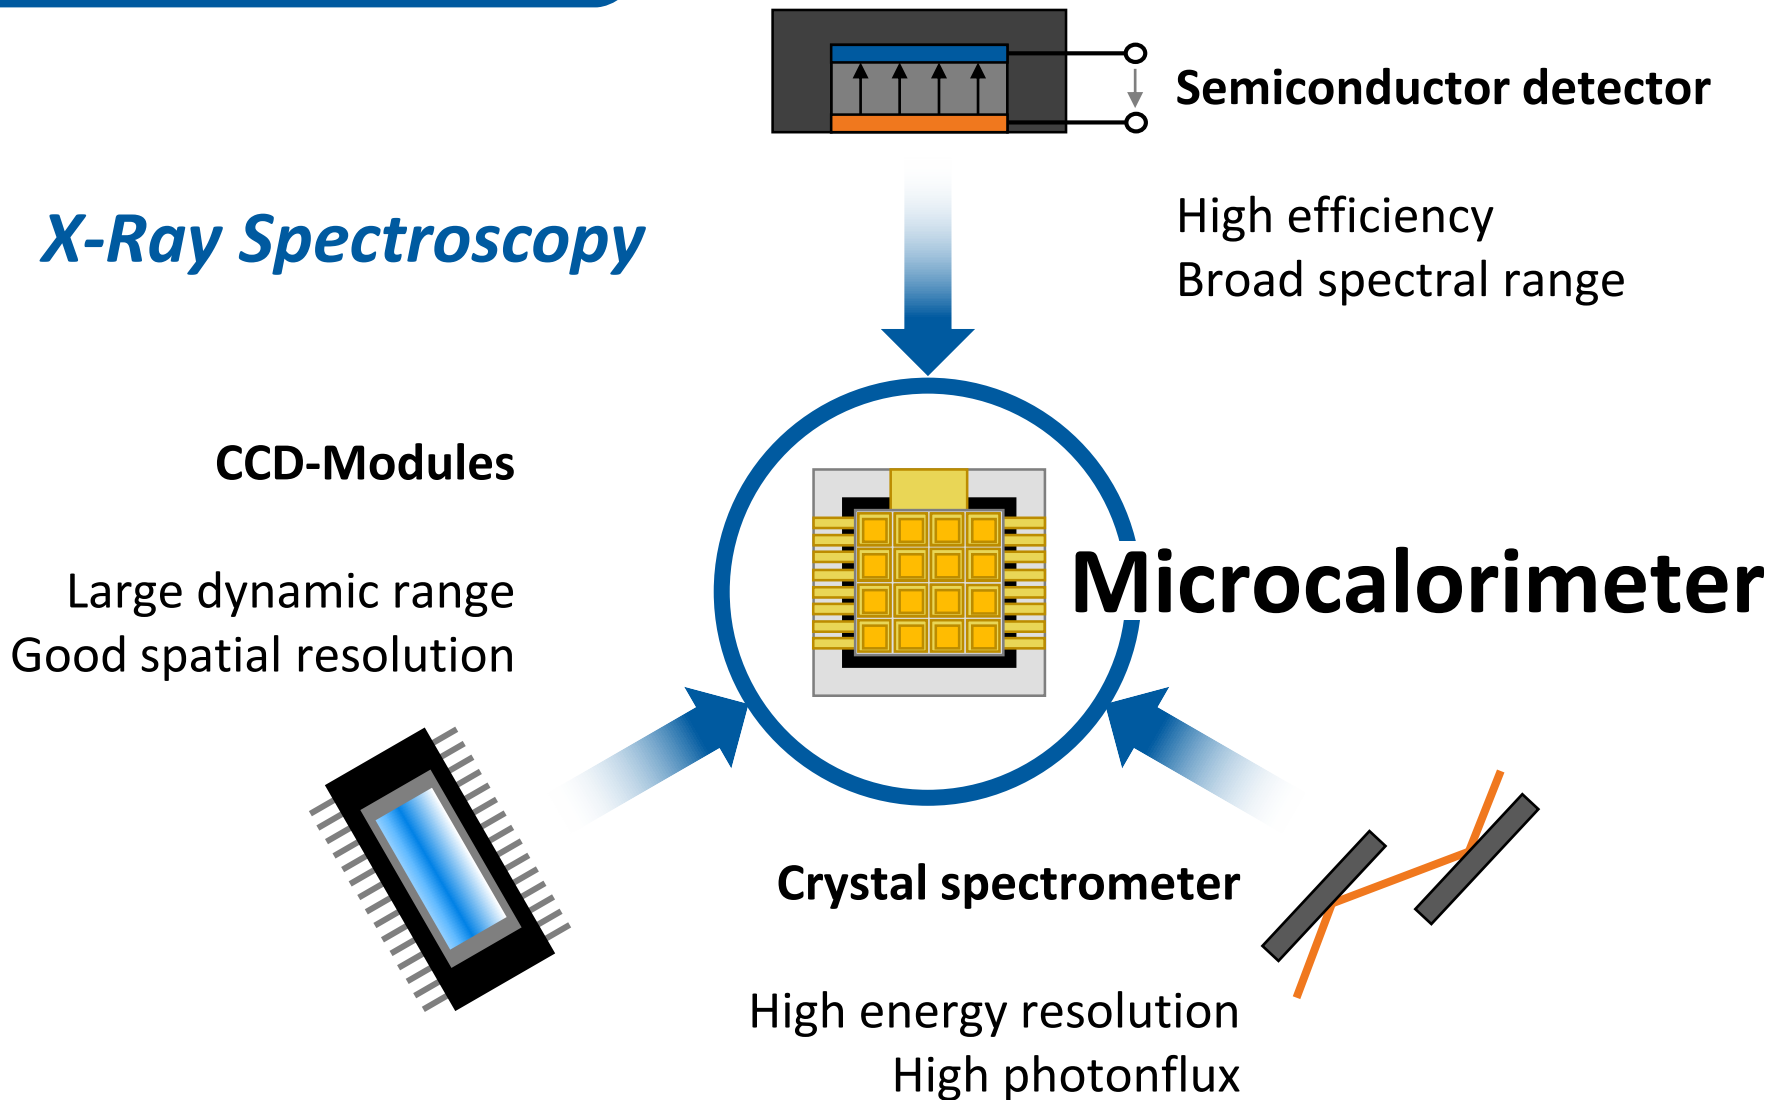 Semiconductor detector
High efficiency
Broad spectral range
X-Ray Spectroscopy
CCD-Modules
Large dynamic range
Good spatial resolution
Microcalorimeter
Crystal spectrometer
High energy resolution
High photonflux